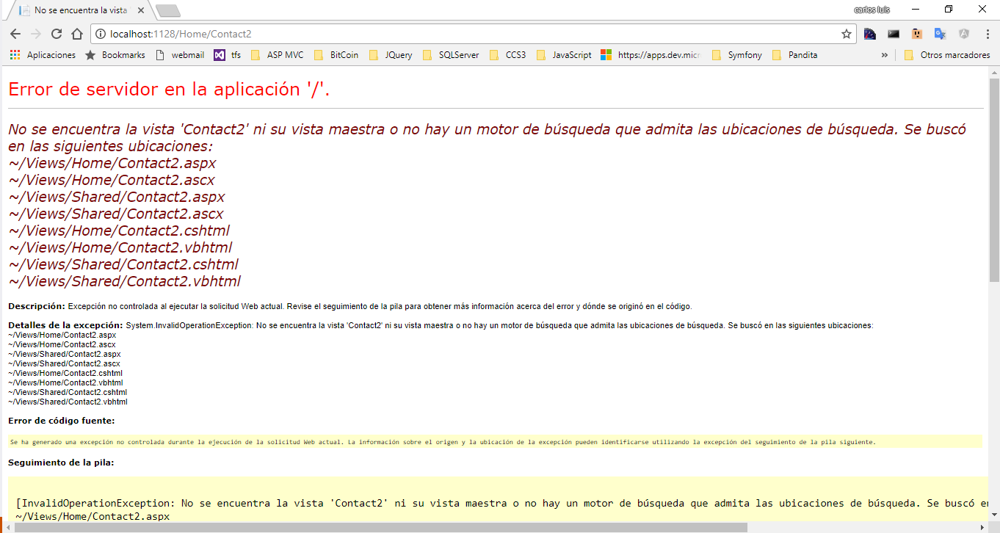 No se encuentra la vista
carlos luis
localhost:1128/Home/Contact2
Aplicaciones Bookmarks webmail tfs ASP MVC BitCoin JQuery SQLServer CCS3 JavaScript https://apps.dev.micr Symfony Pandita » Otros marcadores
Error de servidor en la aplicación '/'.
No se encuentra la vista 'Contact2' ni su vista maestra o no hay un motor de búsqueda que admita las ubicaciones de búsqueda. Se buscó
en las siguientes ubicaciones:
~/Views/Home/Contact2.aspx
~/Views/Home/Contact2.ascx
~/Views/Shared/Contact2.aspx
~/Views/Shared/Contact2.ascx
~/Views/Home/Contact2.cshtml
~/Views/Home/Contact2.vbhtml
~/Views/Shared/Contact2.cshtml
~/Views/Shared/Contact2.vbhtml
Descripción: Excepción no controlada al ejecutar la solicitud Web actual. Revise el seguimiento de la pila para obtener más información acerca del error y dónde se originó en el código.
Detalles de la excepción: System.InvalidOperationException: No se encuentra la vista 'Contact2' ni su vista maestra o no hay un motor de búsqueda que admita las ubicaciones de búsqueda. Se buscó en las siguientes ubicaciones:
~/Views/Home/Contact2.aspx
~/Views/Home/Contact2.ascx
~/Views/Shared/Contact2.aspx
~/Views/Shared/Contact2.ascx
~/Views/Home/Contact2.cshtml
~/Views/Home/Contact2.vbhtml
~/Views/Shared/Contact2.cshtml
~/Views/Shared/Contact2.vbhtml
Error de código fuente:
Se ha generado una excepción no controlada durante la ejecución de la solicitud Web actual. La información sobre el origen y la ubicación de la excepción pueden identificarse utilizando la excepción del seguimiento de la pila siguiente.
Seguimiento de la pila:
[InvalidOperationException: No se encuentra la vista 'Contact2' ni su vista maestra o no hay un motor de búsqueda que admita las ubicaciones de búsqueda. Se buscó en
~/Views/Home/Contact2.aspx